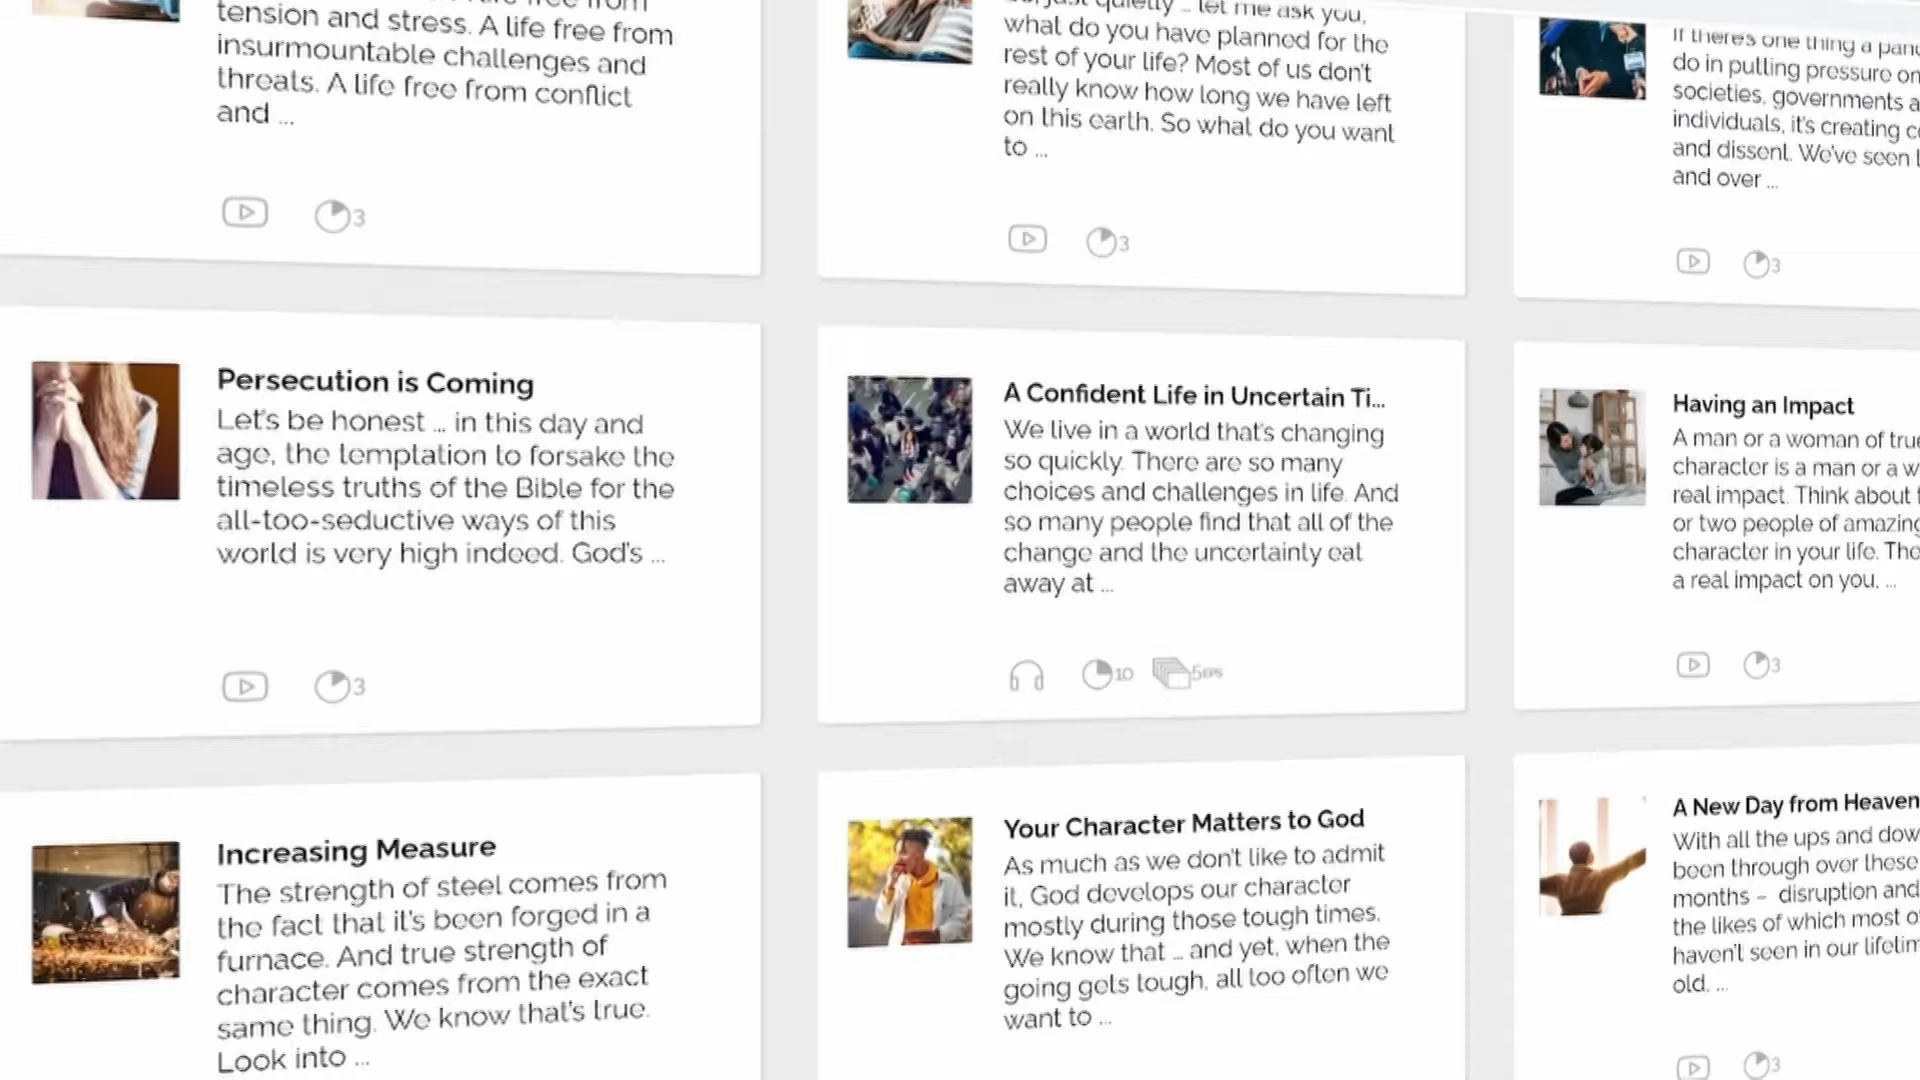 tension and stress. A life free from
insurmountable challenges and
threats. A life free from conflict
and ...
3
let me ask you,
what do you have planned for the
rest of your life? Most of us don't
really know how long we have left
on this earth. So what do you want
to ...
3
If there's one thing a
do in putting pressure on
societies, governments
individuals, it's creating
and dissent. We've seen
and over ...
3
Persecution is Coming
Let's be honest ... in this day and
age, the temptation to forsake the
timeless truths of the Bible for the
all-too-seductive ways of this
world is very high indeed. God's ...
3
A Confident Life in Uncertain Ti...
We live in a world that's changing
so quickly. There are so many
choices and challenges in life. And
so many people find that all of the
change and the uncertainty eat
away at ...
10
5eps
Having an Impact
A man or a woman of true
character is a man or a w
real impact. Think about
or two people of amazing
character in your life. The
a real impact on you, ...
3
Increasing Measure
The strength of steel comes from
the fact that it's been forged in a
furnace. And true strength of
character comes from the exact
same thing. We know that's true.
Look into ...
Your Character Matters to God
As much as we don't like to admit
it, God develops our character
mostly during those tough times.
We know that ... and yet, when the
going gets tough, all too often we
want to ...
A New Day from Heaven
With all the ups and dow
been through over these
months – disruption and
the likes of which most
haven't seen in our lifetim
old, ...
3